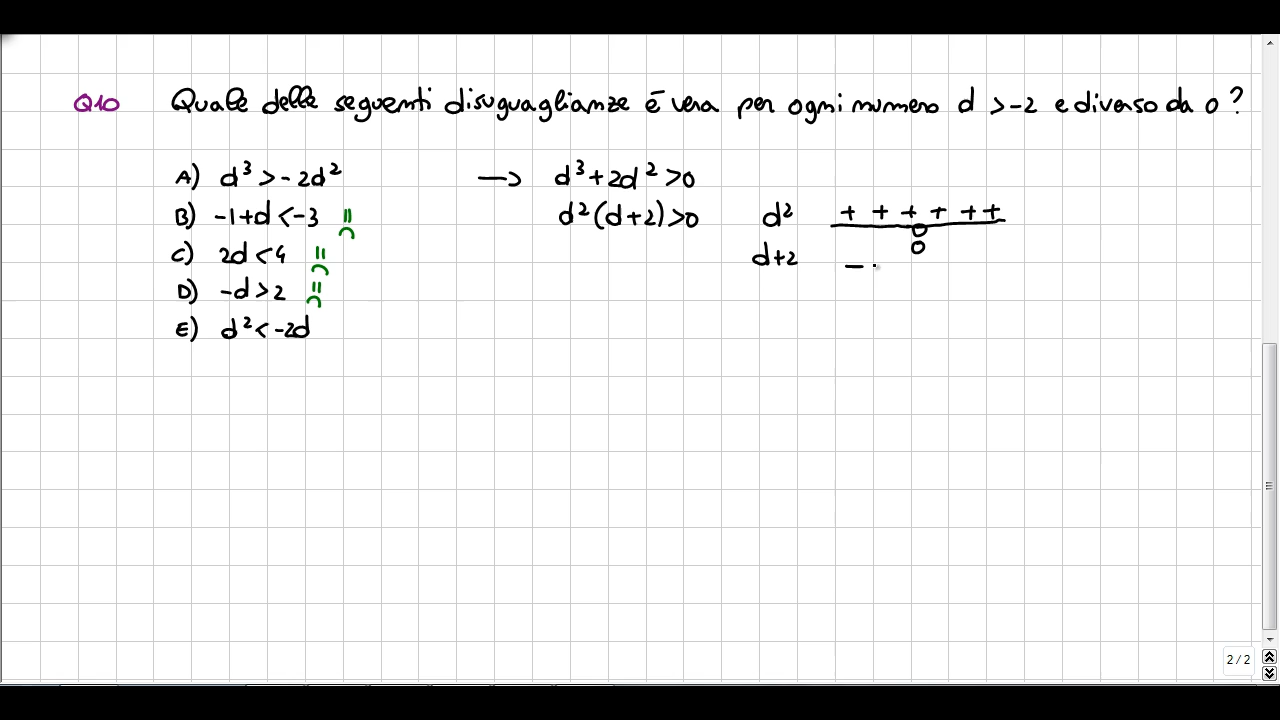 Q10 Quale delle seguenti disuguaglianze è vera per ogni numero d > -2 e diverso da 0?
A) d³ > -2d² → d³ + 2d² > 0
B) -1 + d < -3 d² (d + 2) > 0 d² + + + + + +
0
C) 2d < 4 d+2 0
—
D) -d > 2
E) d² < -2d
2 / 2